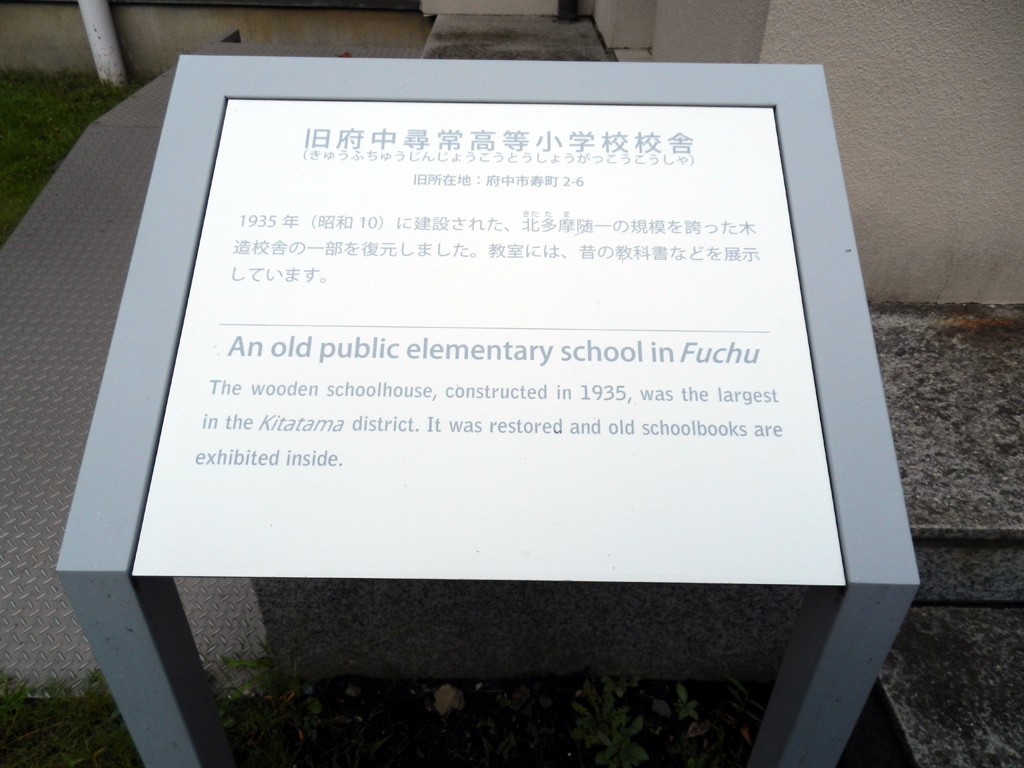 旧府中尋常高等小学校校舎
(きゅうふちゅうじんじょうこうとうしょうがっこうこうしゃ)
旧所在地：府中市寿町 2-6
きた た ま
1935 年（昭和 10）に建設された、北多摩随一の規模を誇った木
造校舎の一部を復元しました。教室には、昔の教科書などを展示
しています。
An old public elementary school in Fuchu
The wooden schoolhouse, constructed in 1935, was the largest
in the Kitatama district. It was restored and old schoolbooks are
exhibited inside.